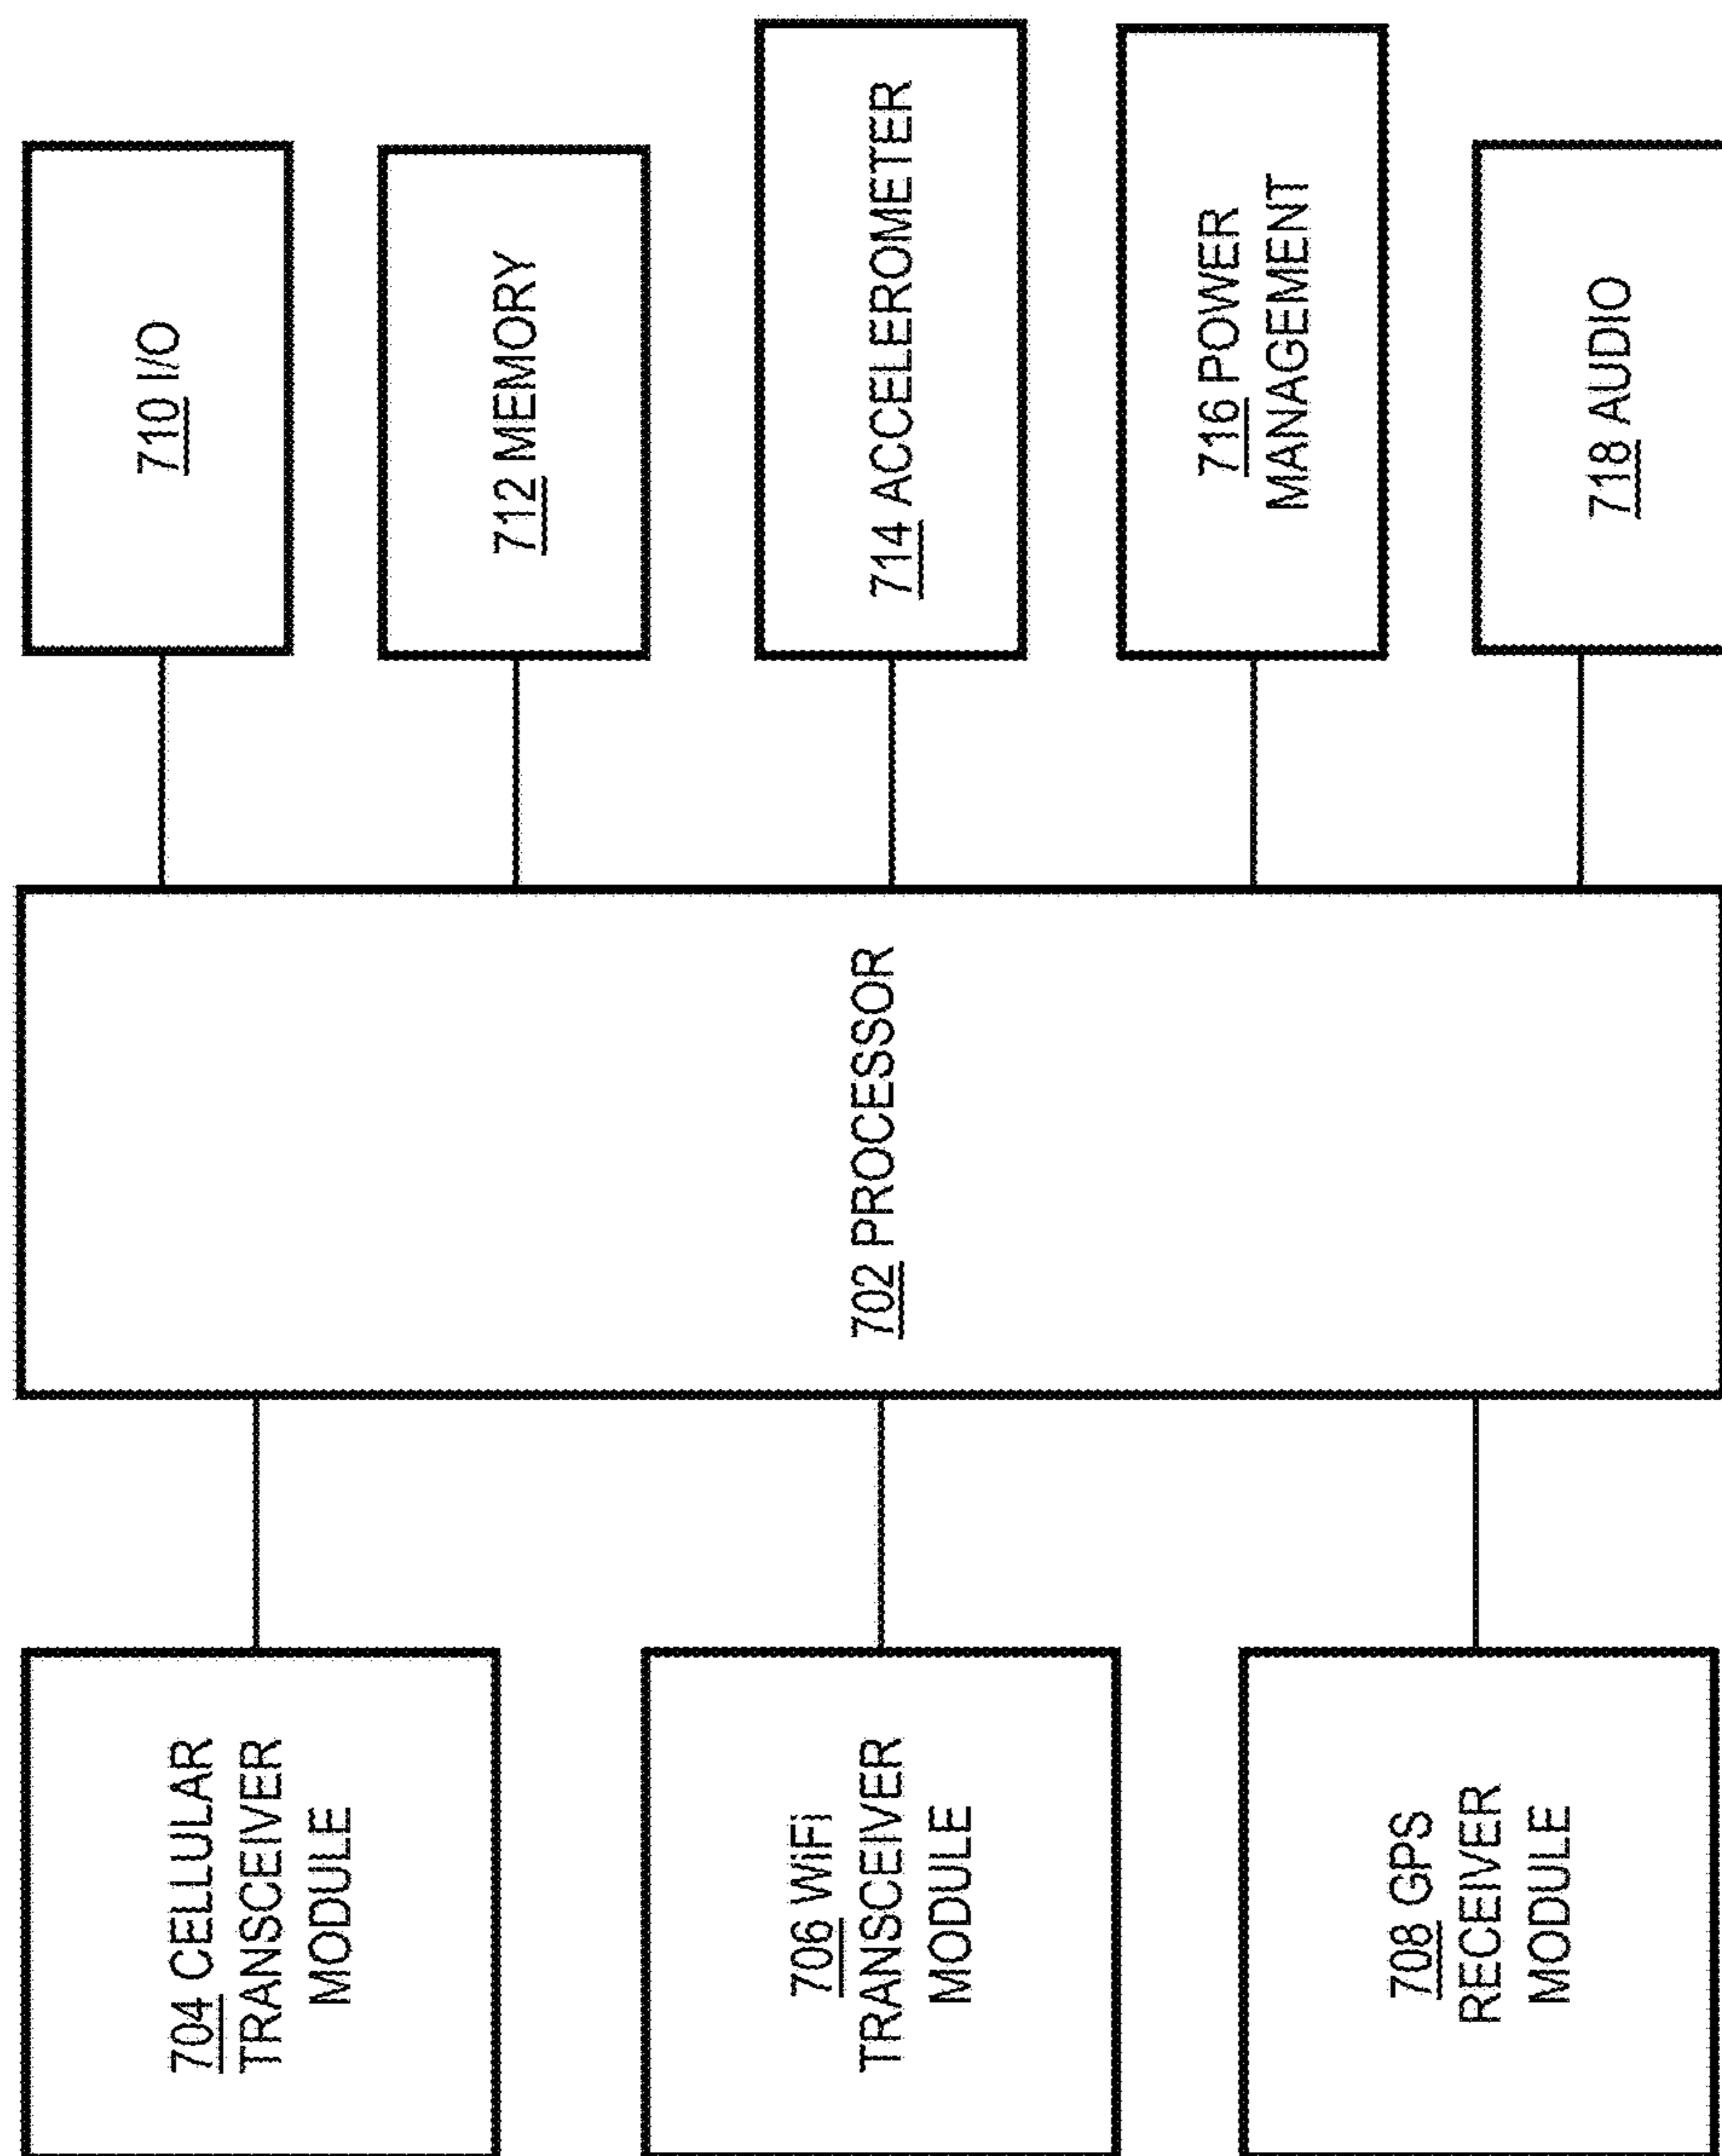 704 CELLULAR
TRANSCEIVER
MODULE
706 WiFi
TRANSCEIVER
MODULE
708 GPS
RECEIVER
MODULE
702 PROCESSOR
710 I/O
712 MEMORY
714 ACCELEROMETER
716 POWER
MANAGEMENT
718 AUDIO